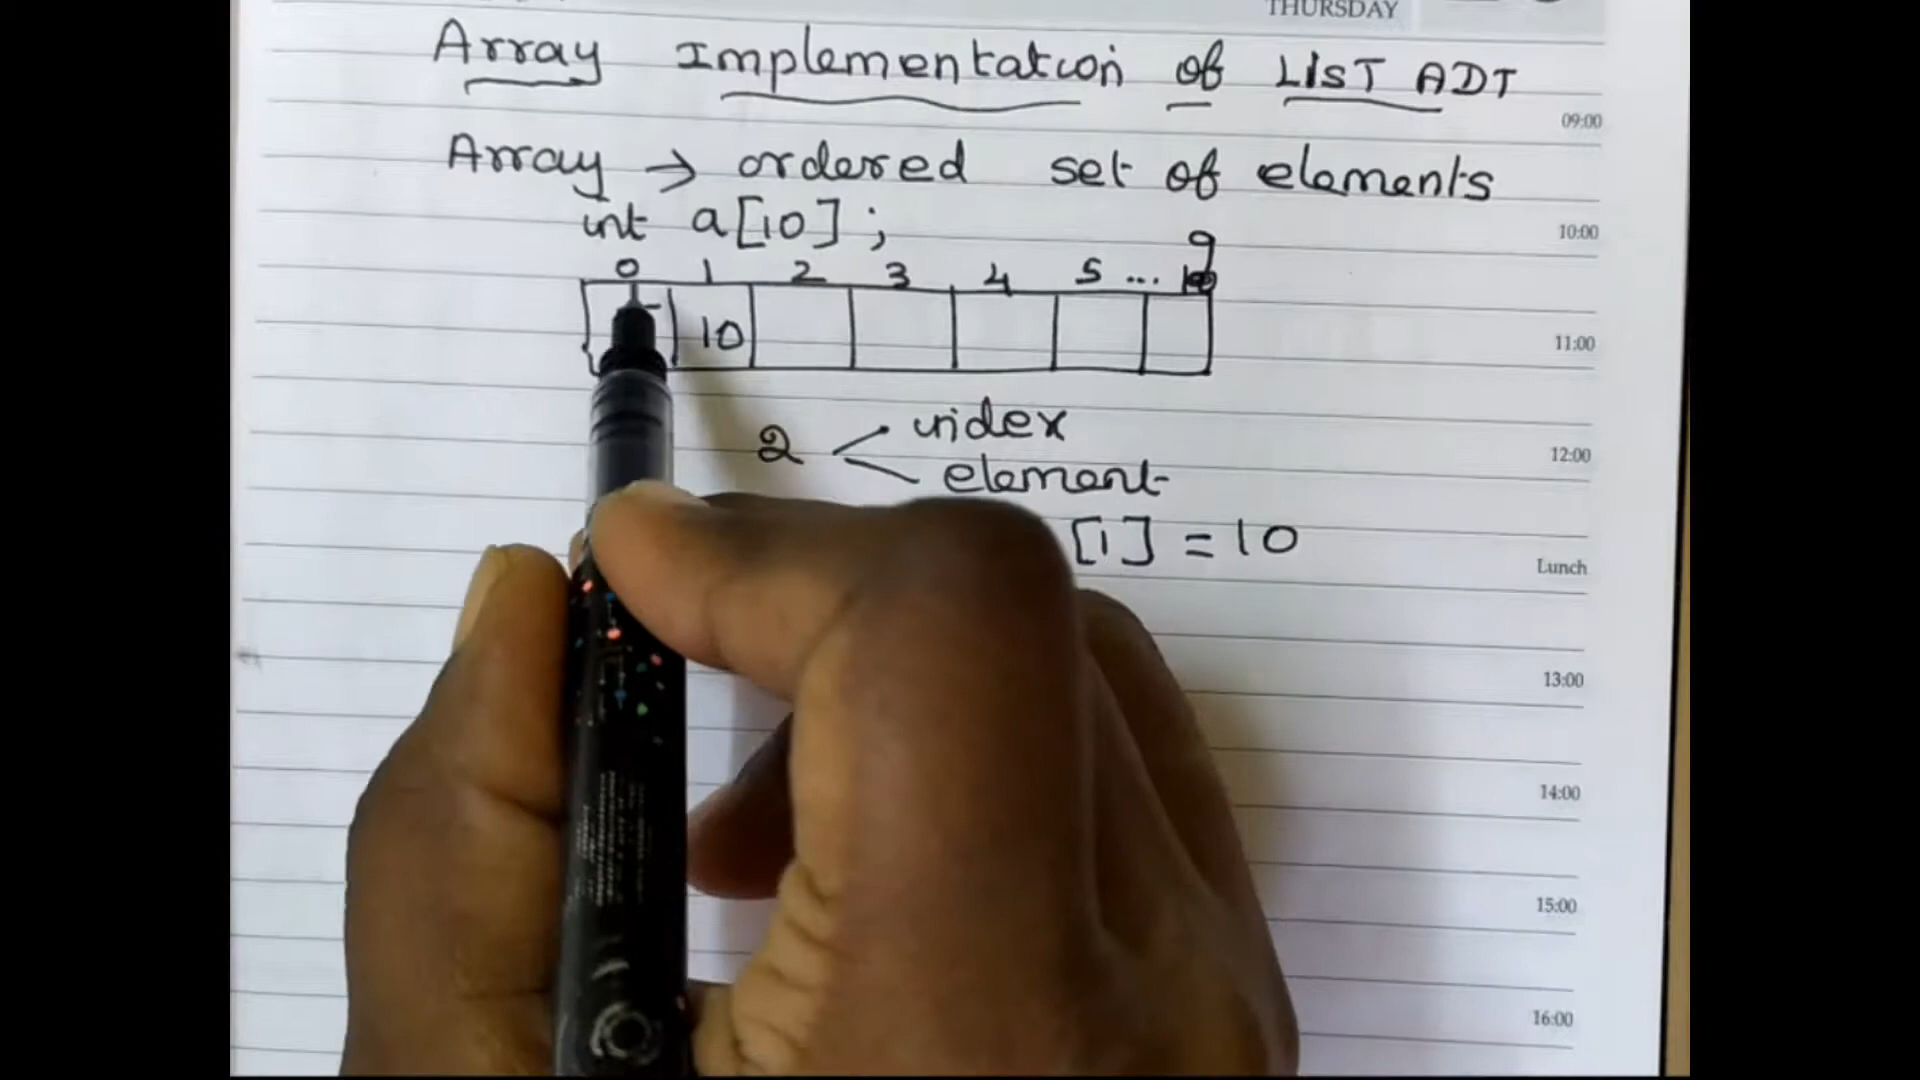 THURSDAY
Array Implementation of LIST ADT
09:00
Array → ordered set of elements
int a[10];
10:00
9
0 1 2 3 4 5 ...
10
11:00
2 index
element
12:00
[1] = 10
Lunch
13:00
14:00
15:00
16:00